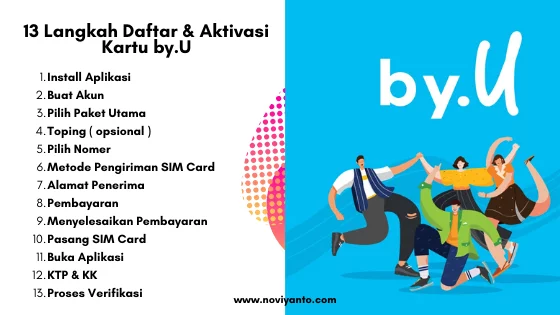 13 Langkah Daftar & Aktivasi
Kartu by.U
1. Install Aplikasi
2. Buat Akun
3. Pilih Paket Utama
4. Toping ( opsional )
5. Pilih Nomer
6. Metode Pengiriman SIM Card
7. Alamat Penerima
8. Pembayaran
9. Menyelesaikan Pembayaran
10. Pasang SIM Card
11. Buka Aplikasi
12. KTP & KK
13. Proses Verifikasi
by.U
www.noviyanto.com